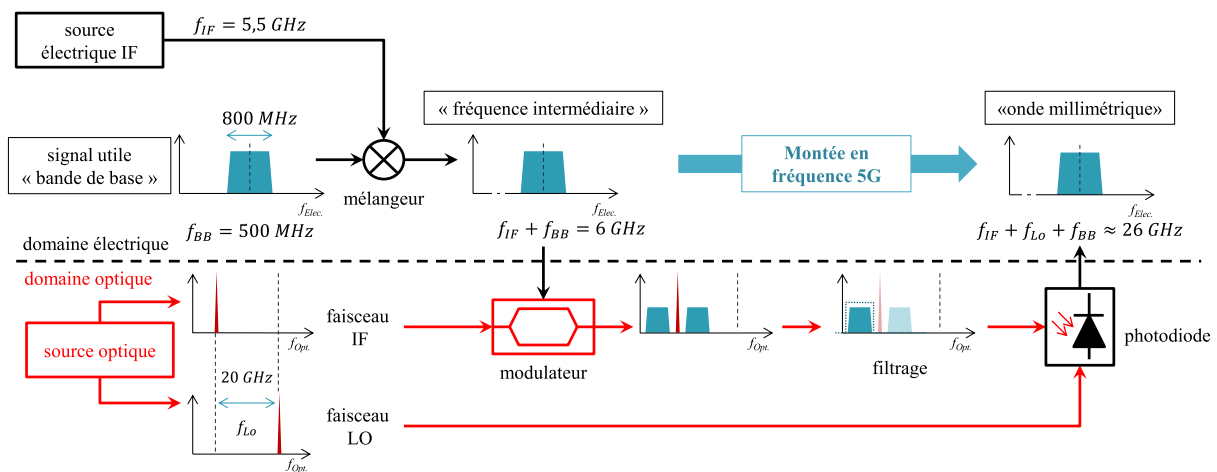 source
électrique IF
f_IF = 5,5 GHz
« fréquence intermédiaire »
«onde millimétrique»
800 MHz
signal utile
« bande de base »
mélangeur
Montée en
fréquence 5G
f_Elec.
f_Elec.
f_Elec.
f_BB = 500 MHz
f_IF + f_BB = 6 GHz
f_IF + f_Lo + f_BB ≈ 26 GHz
domaine électrique
domaine optique
source optique
f_Opt.
faisceau
IF
modulateur
f_Opt.
f_Opt.
filtrage
photodiode
20 GHz
f_Lo
f_Opt.
faisceau
LO